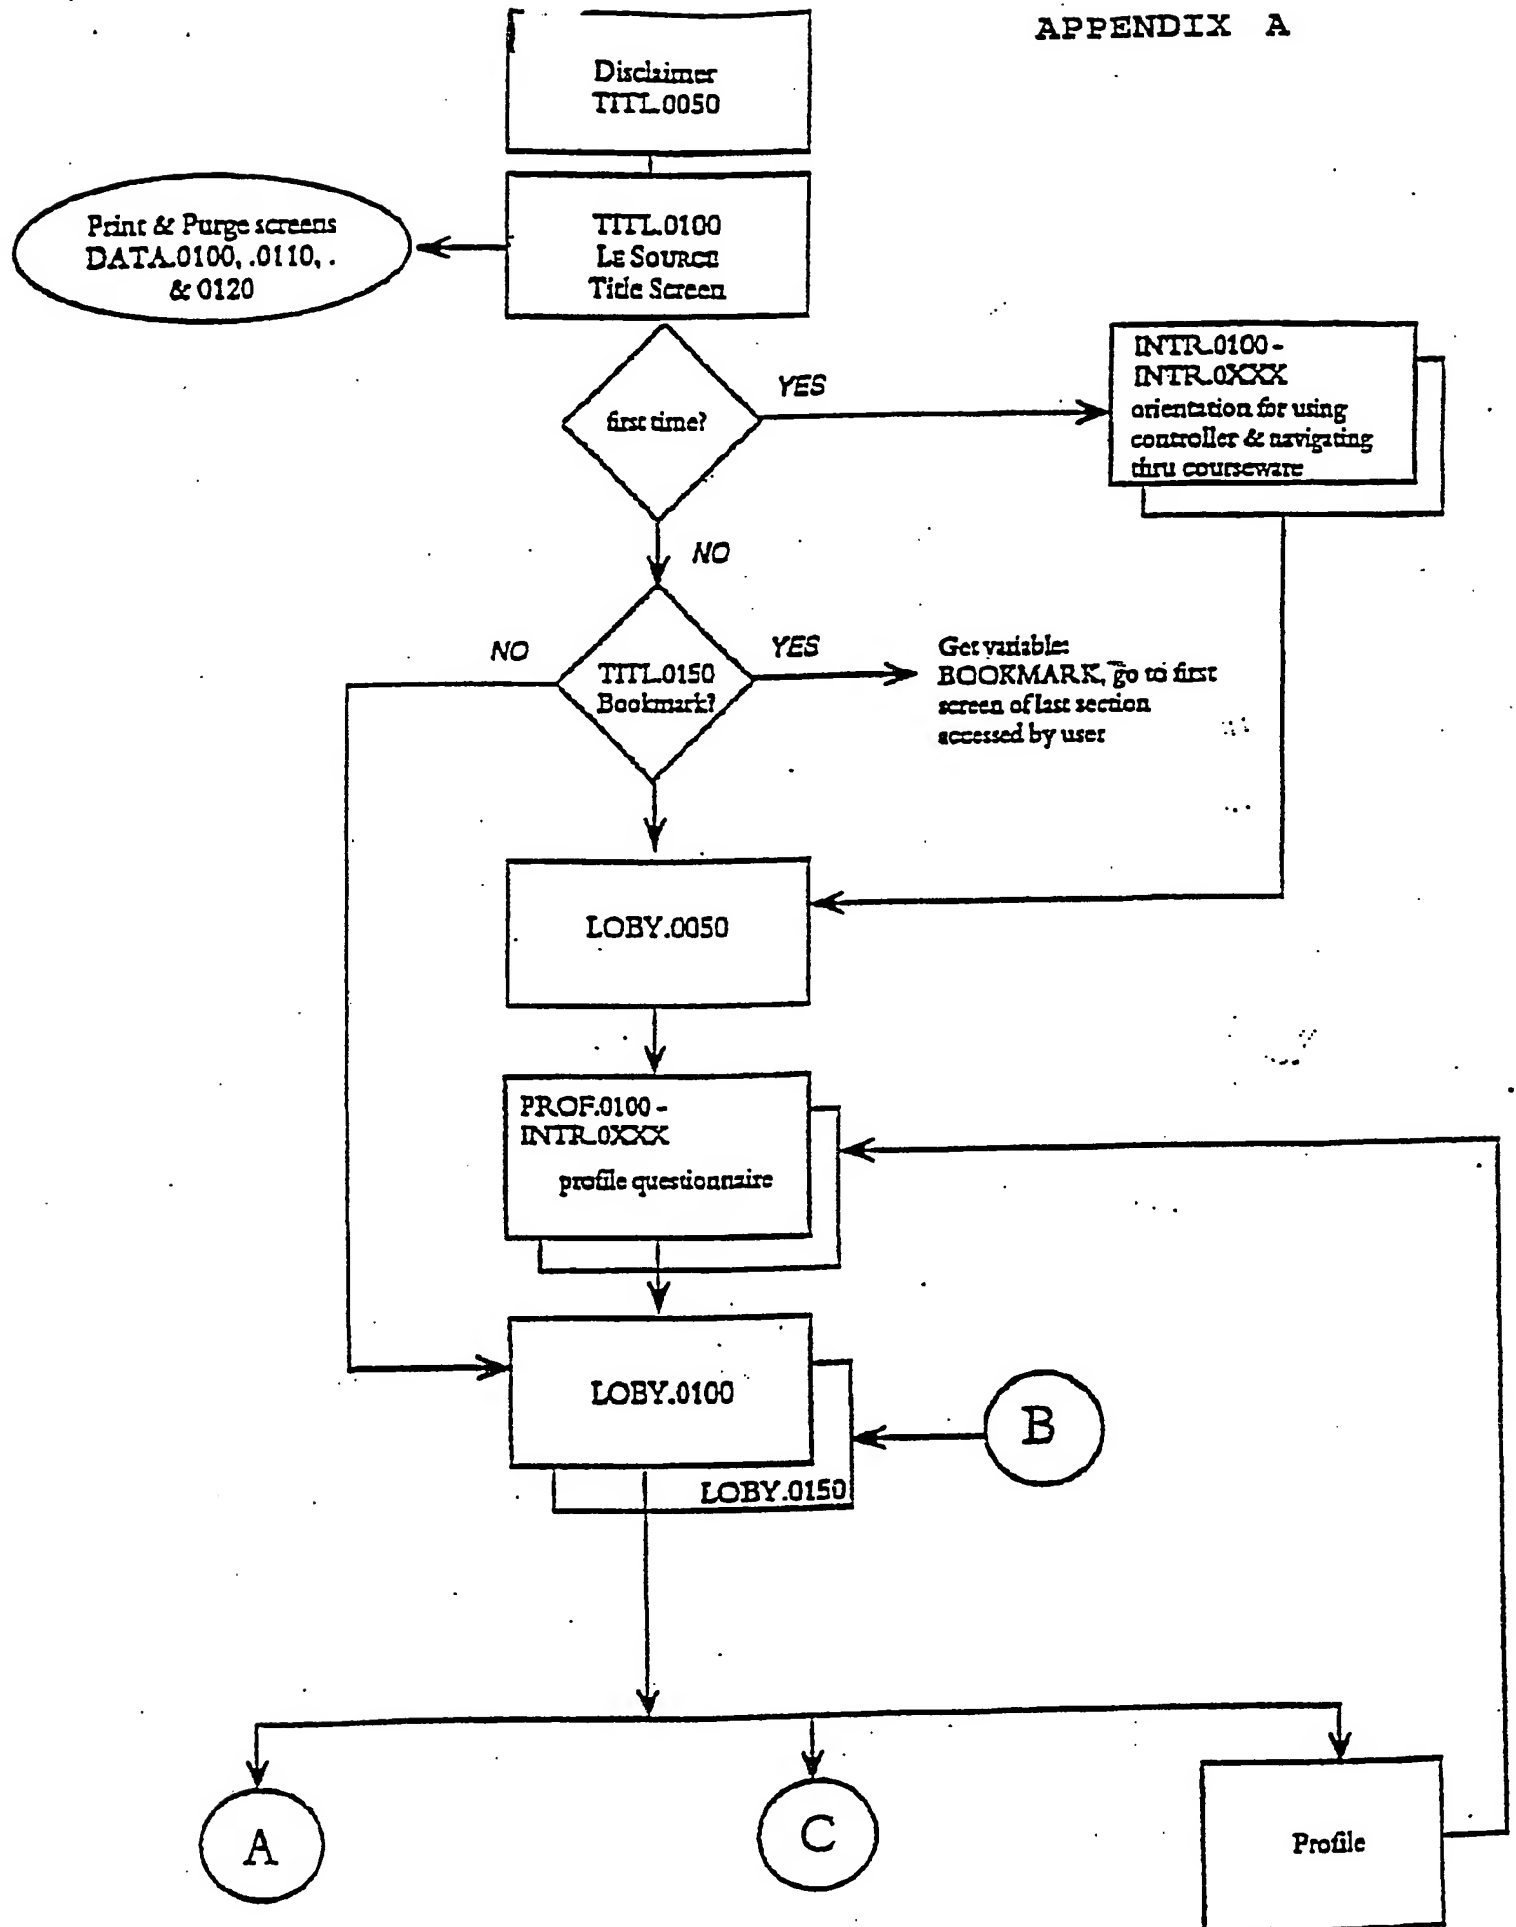 APPENDIX A
Disclaimer
TITL.0050
Print & Purge screens
DATA.0100, .0110, .
& 0120
TITL.0100
LE SOURCE
Title Screen
first time?
YES
INTR.0100 -
INTR.0XXX
orientation for using
controller & navigating
thru courseware
NO
NO
TITL.0150
Bookmark?
YES
Get variable:
BOOKMARK, go to first
screen of last section
accessed by user
LOBY.0050
PROF.0100 -
INTR.0XXX
profile questionnaire
LOBY.0100
B
LOBY.0150
A
C
Profile